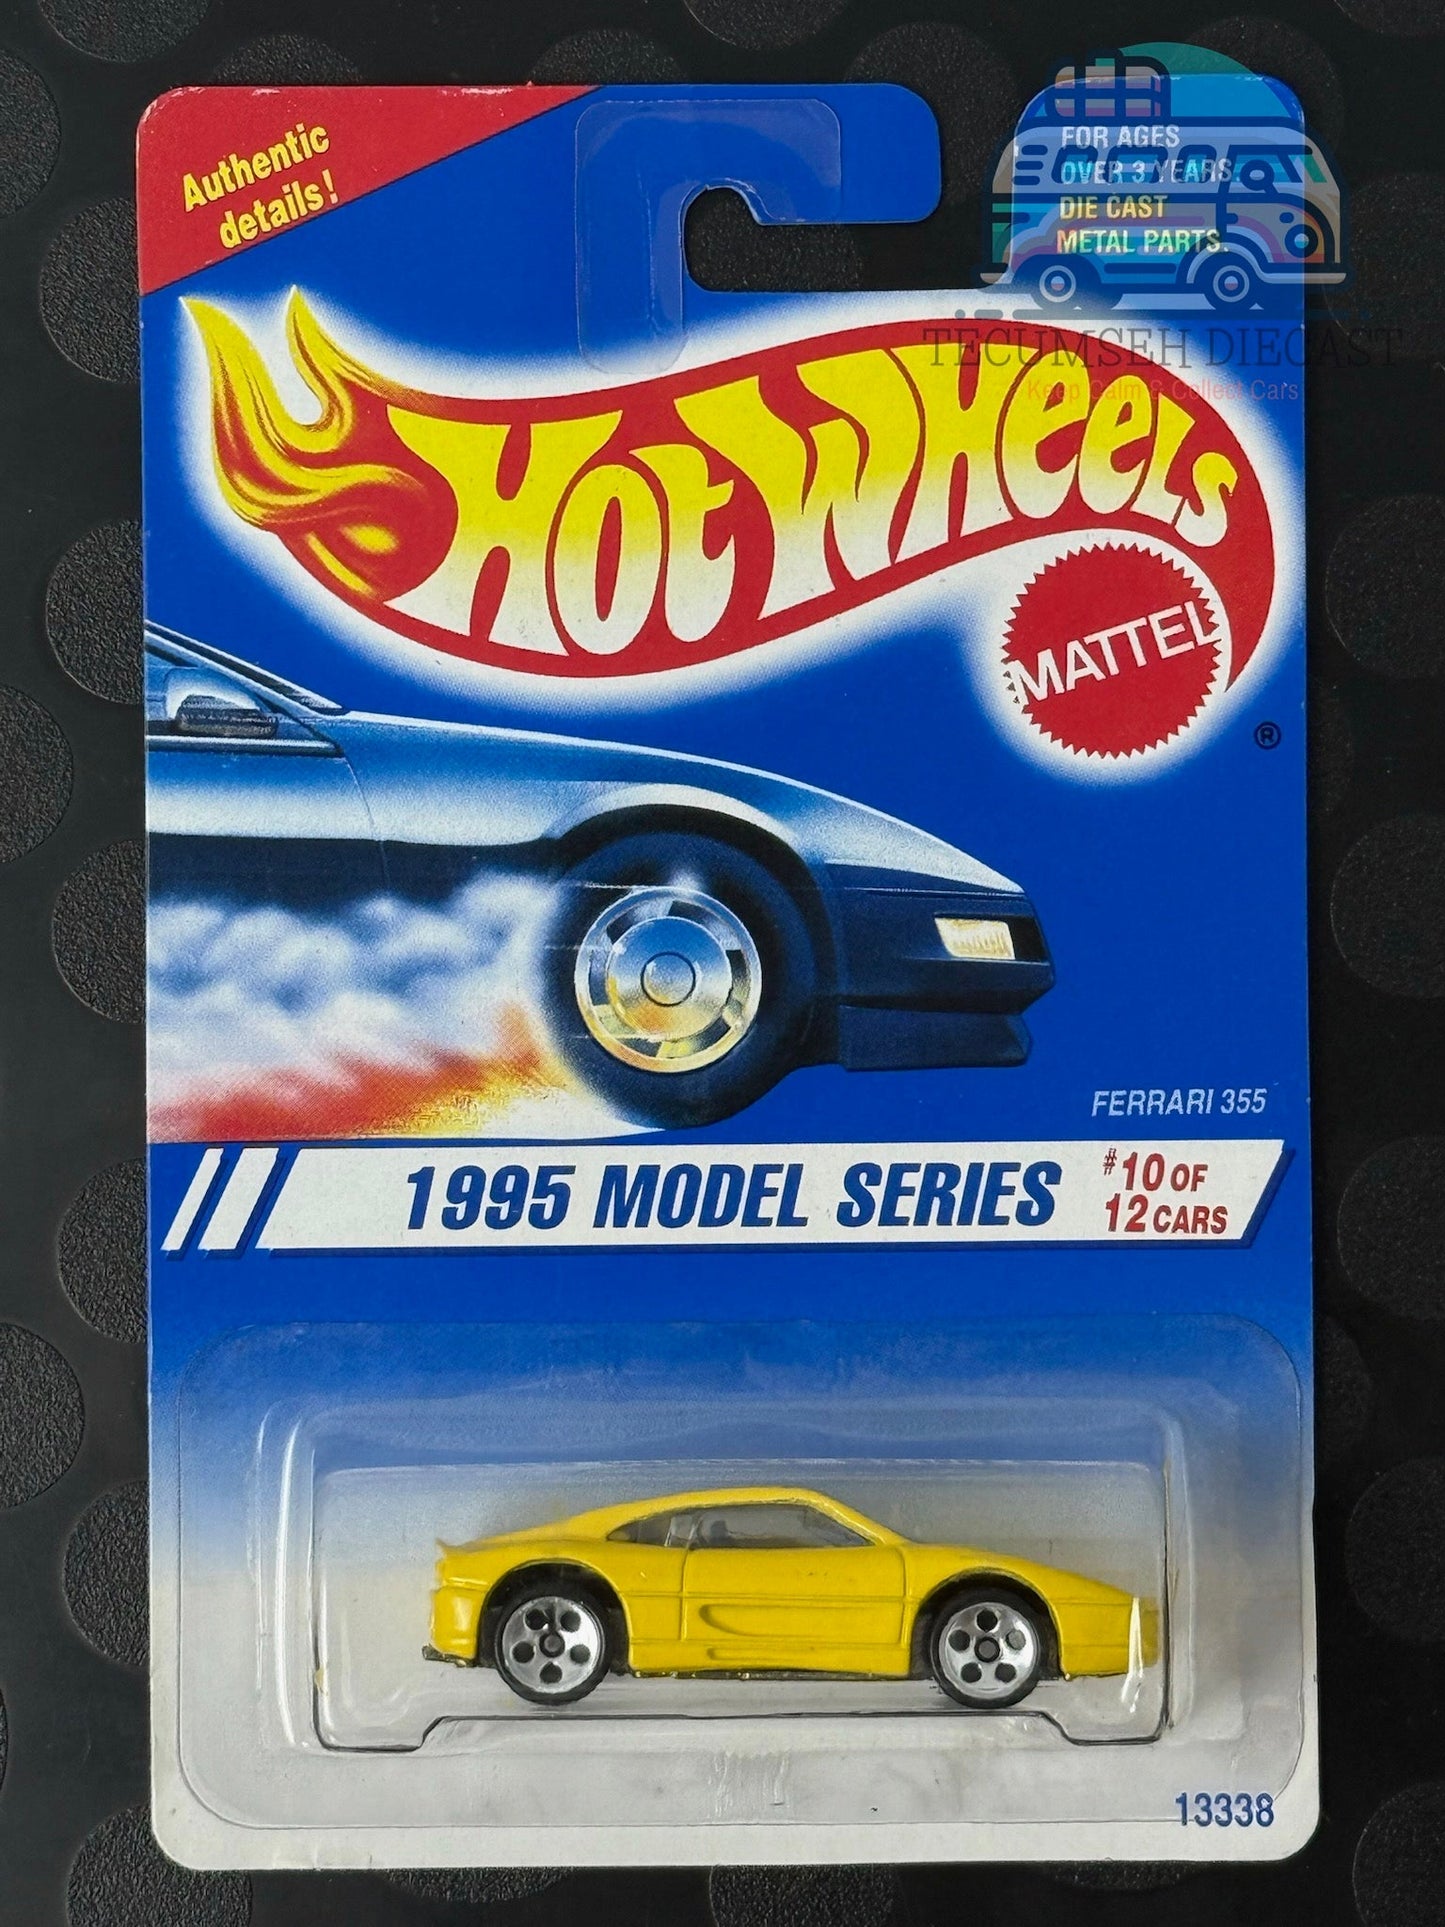 Authentic
details!
FOR AGES
OVER 3 YEARS.
DIE CAST
METAL PARTS.
TECUMSEH DIECAST
Keep Calm & Collect Cars
HOT WHEELS
MATTEL
®
FERRARI 355
1995 MODEL SERIES
#10 OF
12 CARS
13338